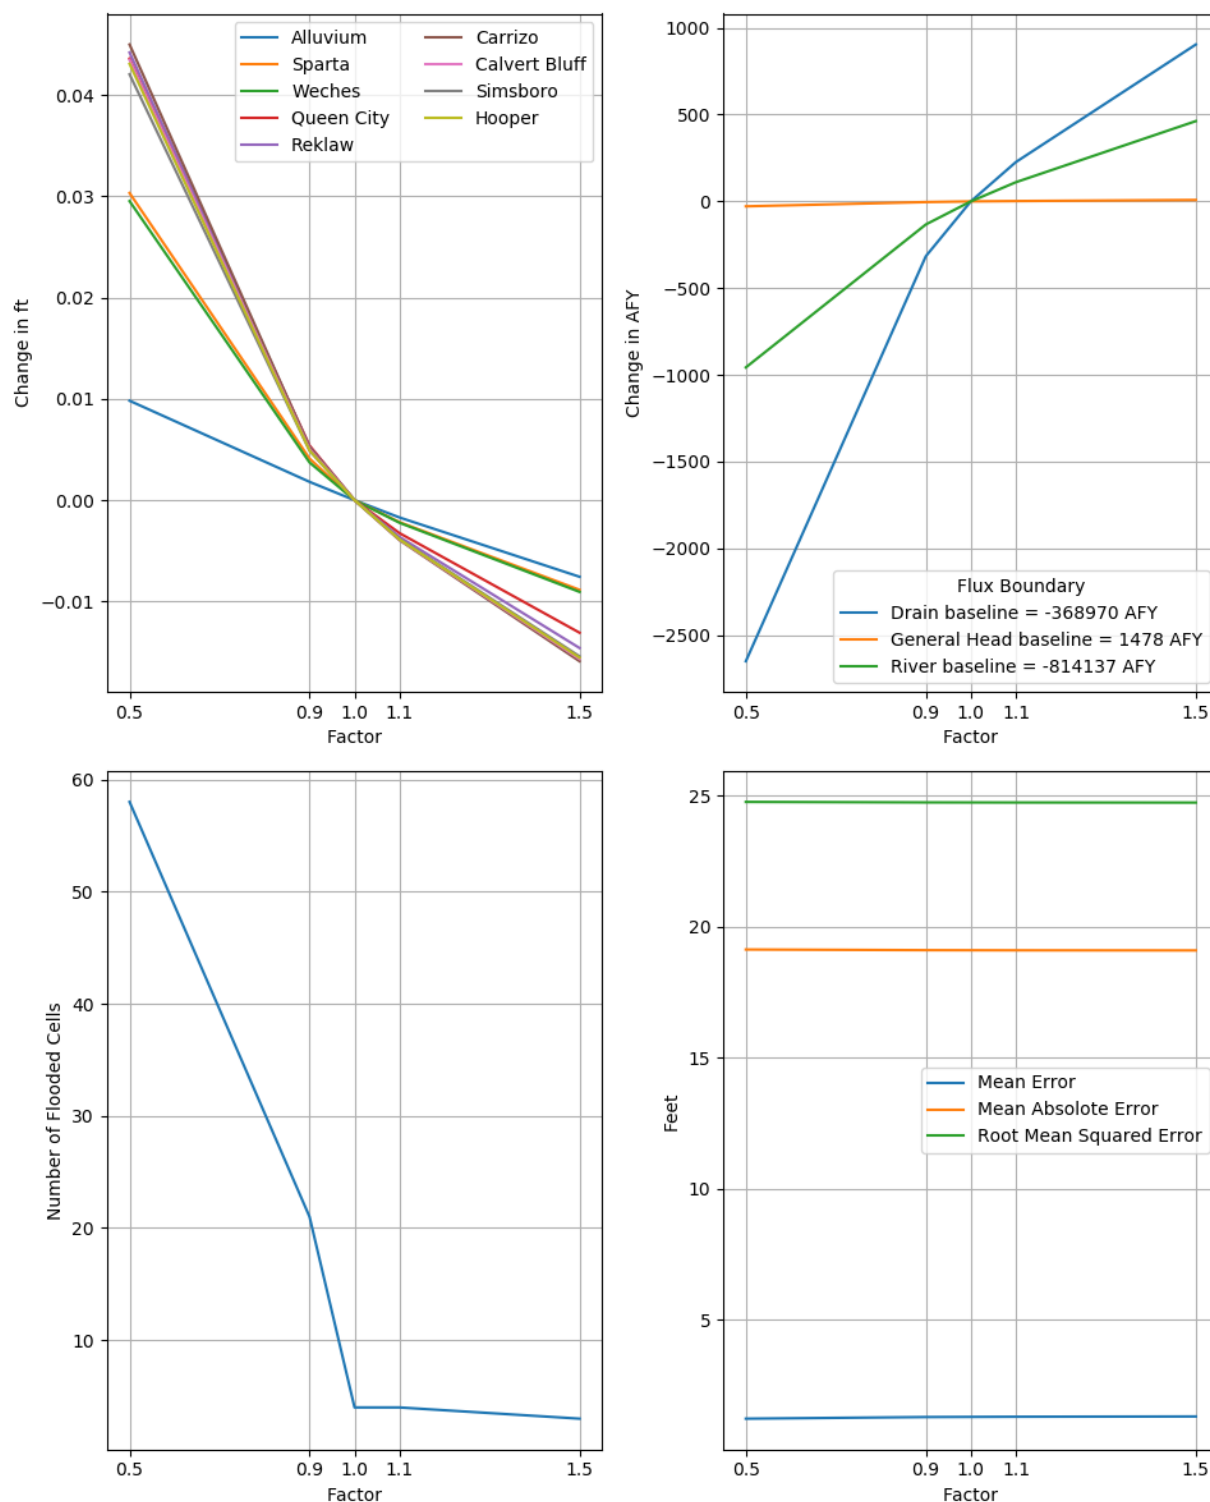 Alluvium
Sparta
Weches
Queen City
Reklaw
Carrizo
Calvert Bluff
Simsboro
Hooper
0.04
0.03
0.02
0.01
0.00
−0.01
Change in ft
0.5
0.9
1.0
1.1
1.5
Factor
1000
500
0
−500
−1000
−1500
−2000
−2500
Change in AFY
Flux Boundary
Drain baseline = -368970 AFY
General Head baseline = 1478 AFY
River baseline = -814137 AFY
0.5
0.9
1.0
1.1
1.5
Factor
60
50
40
30
20
10
Number of Flooded Cells
0.5
0.9
1.0
1.1
1.5
Factor
25
20
15
10
5
Feet
Mean Error
Mean Absolute Error
Root Mean Squared Error
0.5
0.9
1.0
1.1
1.5
Factor